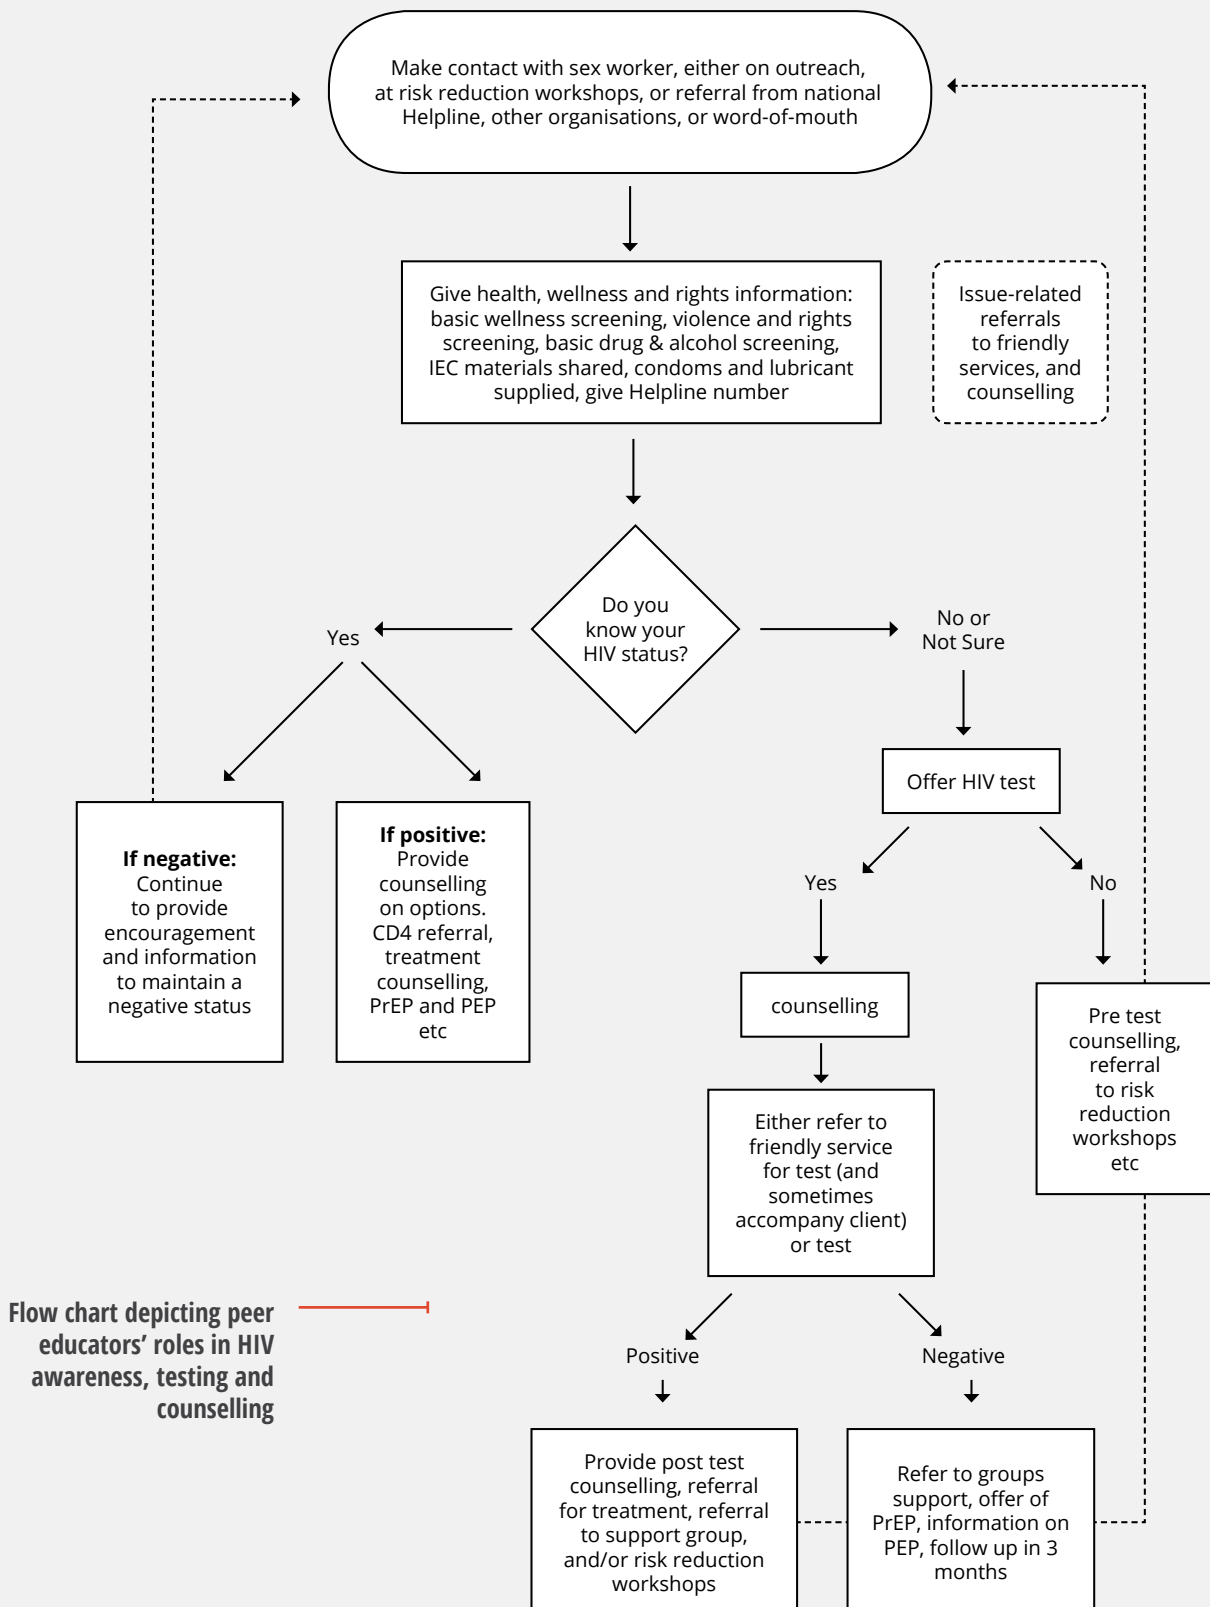 Make contact with sex worker, either on outreach,
at risk reduction workshops, or referral from national
Helpline, other organisations, or word-of-mouth
Give health, wellness and rights information:
basic wellness screening, violence and rights
screening, basic drug & alcohol screening,
IEC materials shared, condoms and lubricant
supplied, give Helpline number
Issue-related
referrals
to friendly
services, and
counselling
Do you
know your
HIV status?
Yes
No or
Not Sure
Offer HIV test
If negative:
Continue
to provide
encouragement
and information
to maintain a
negative status
If positive:
Provide
counselling
on options.
CD4 referral,
treatment
counselling,
PrEP and PEP
etc
Yes
No
counselling
Pre test
counselling,
referral
to risk
reduction
workshops
etc
Either refer to
friendly service
for test (and
sometimes
accompany client)
or test
Flow chart depicting peer
educators’ roles in HIV
awareness, testing and
counselling
Positive
Negative
Provide post test
counselling, referral
for treatment, referral
to support group,
and/or risk reduction
workshops
Refer to groups
support, offer of
PrEP, information on
PEP, follow up in 3
months